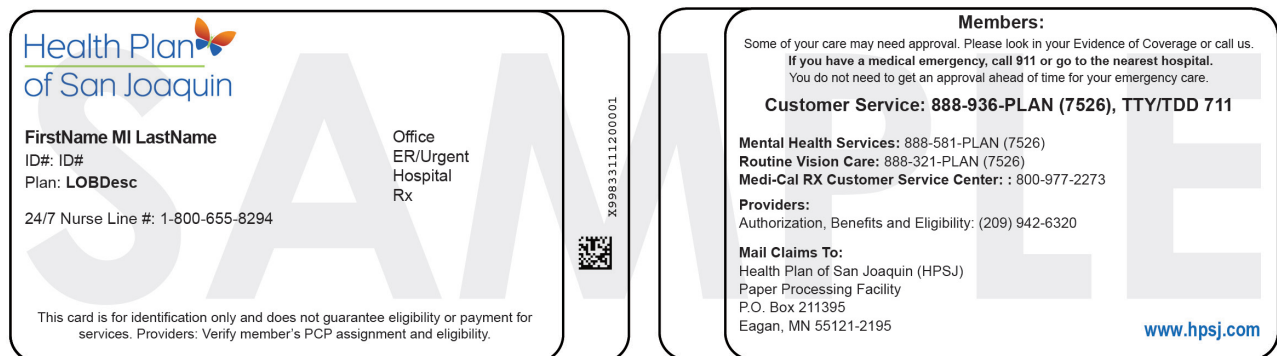 Health Plan
of San Joaquin
FirstName MI LastName
ID#: ID#
Plan: LOBDesc
24/7 Nurse Line #: 1-800-655-8294
Office
ER/Urgent
Hospital
Rx
This card is for identification only and does not guarantee eligibility or payment for
services. Providers: Verify member's PCP assignment and eligibility.
X99833111200001
SAMPLE
Members:
Some of your care may need approval. Please look in your Evidence of Coverage or call us.
If you have a medical emergency, call 911 or go to the nearest hospital.
You do not need to get an approval ahead of time for your emergency care.
Customer Service: 888-936-PLAN (7526), TTY/TDD 711
Mental Health Services: 888-581-PLAN (7526)
Routine Vision Care: 888-321-PLAN (7526)
Medi-Cal RX Customer Service Center: : 800-977-2273
Providers:
Authorization, Benefits and Eligibility: (209) 942-6320
Mail Claims To:
Health Plan of San Joaquin (HPSJ)
Paper Processing Facility
P.O. Box 211395
Eagan, MN 55121-2195
www.hpsj.com